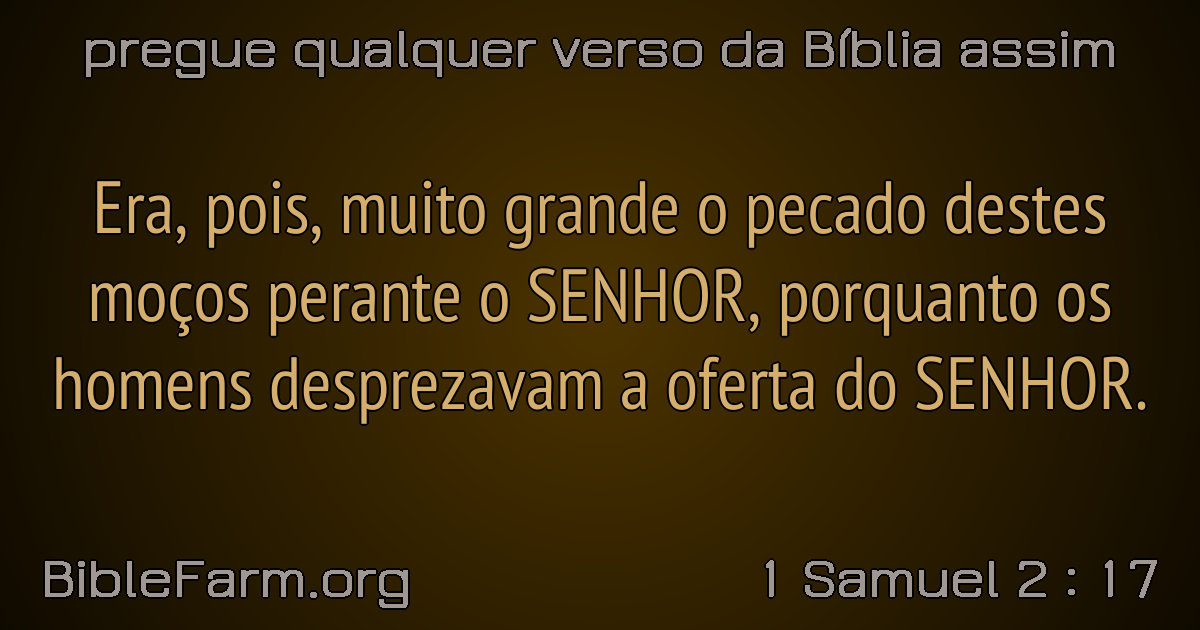 pregue qualquer verso da Bíblia assim
Era, pois, muito grande o pecado destes
moços perante o SENHOR, porquanto os
homens desprezavam a oferta do SENHOR.
BibleFarm.org
1 Samuel 2 : 17